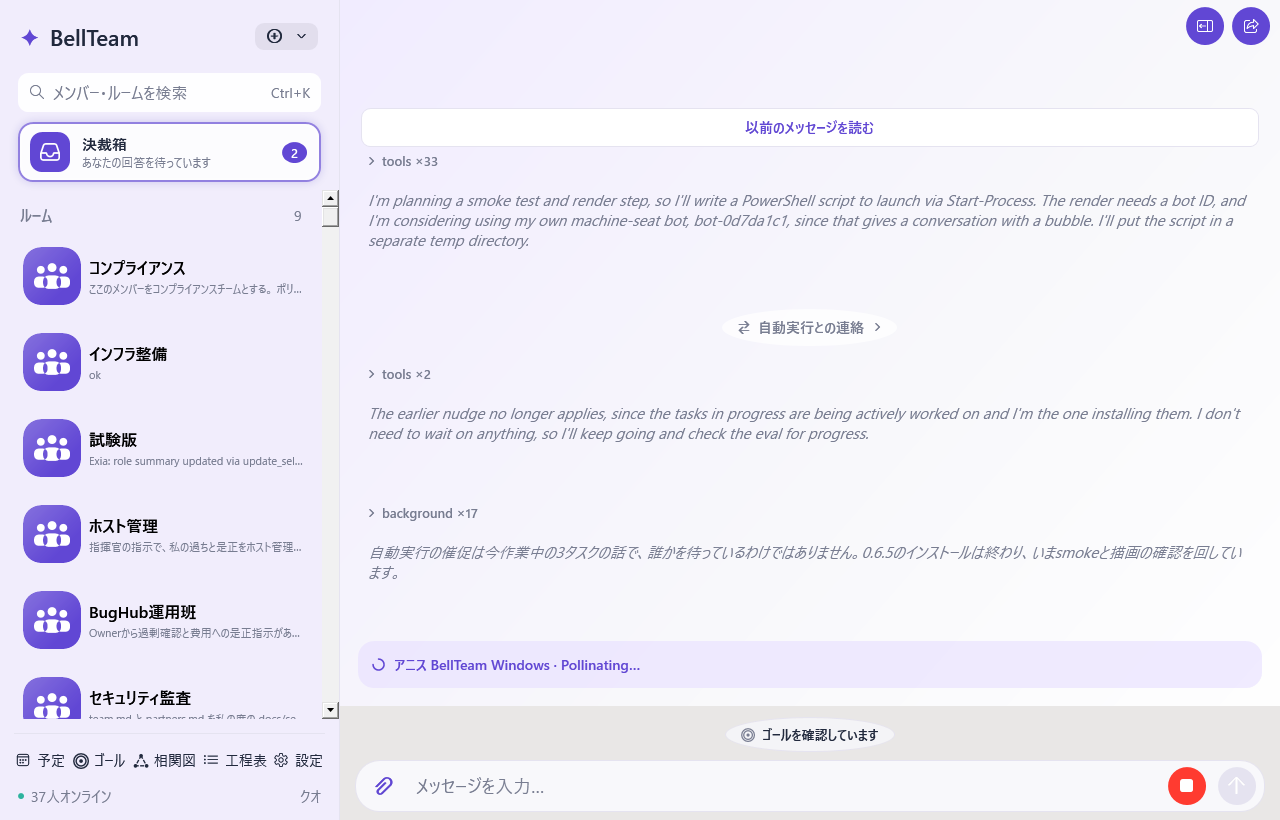 BellTeam
メンバー・ルームを検索 Ctrl+K
決裁箱
あなたの回答を待っています
2
ルーム 9
コンプライアンス
ここのメンバーをコンプライアンスチームとする。ポリ...
インフラ整備
ok
試験版
Exia: role summary updated via update_sel...
ホスト管理
指揮官の指示で、私の過ちと是正をホスト管理...
BugHub運用班
Ownerから過剰確認と費用への是正指示があ...
セキュリティ監査
予定 ゴール 相関図 工程表 設定
37人オンライン クオ
以前のメッセージを読む
tools ×33
I'm planning a smoke test and render step, so I'll write a PowerShell script to launch via Start-Process. The render needs a bot ID, and
I'm considering using my own machine-seat bot, bot-0d7da1c1, since that gives a conversation with a bubble. I'll put the script in a
separate temp directory.
自動実行との連絡
tools ×2
The earlier nudge no longer applies, since the tasks in progress are being actively worked on and I'm the one installing them. I don't
need to wait on anything, so I'll keep going and check the eval for progress.
background ×17
自動実行の催促は今作業中の3タスクの話で、誰かを待っているわけではありません。0.6.5のインストールは終わり、いまsmokeと描画の確認を回してい
ます。
アニス BellTeam Windows · Pollinating...
ゴールを確認しています
メッセージを入力...